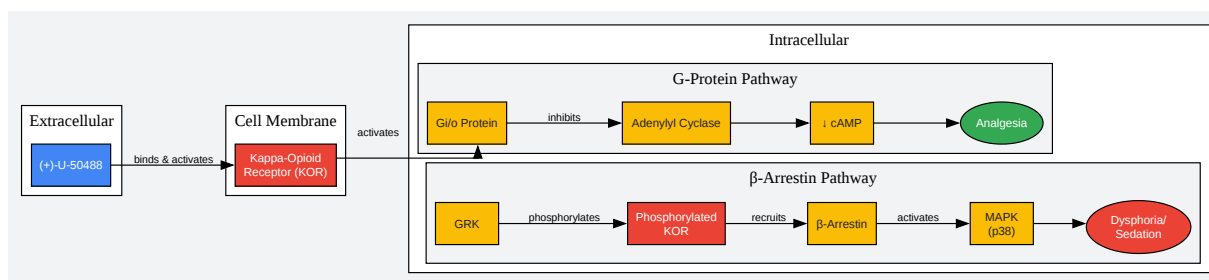 Intracellular
G-Protein Pathway
Extracellular
Cell Membrane
activates
Gi/o Protein
inhibits
Adenylyl Cyclase
↓ cAMP
Analgesia
(+)-U-50488
binds & activates
Kappa-Opioid
Receptor (KOR)
β-Arrestin Pathway
GRK
phosphorylates
Phosphorylated
KOR
recruits
β-Arrestin
activates
MAPK
(p38)
Dysphoria/
Sedation